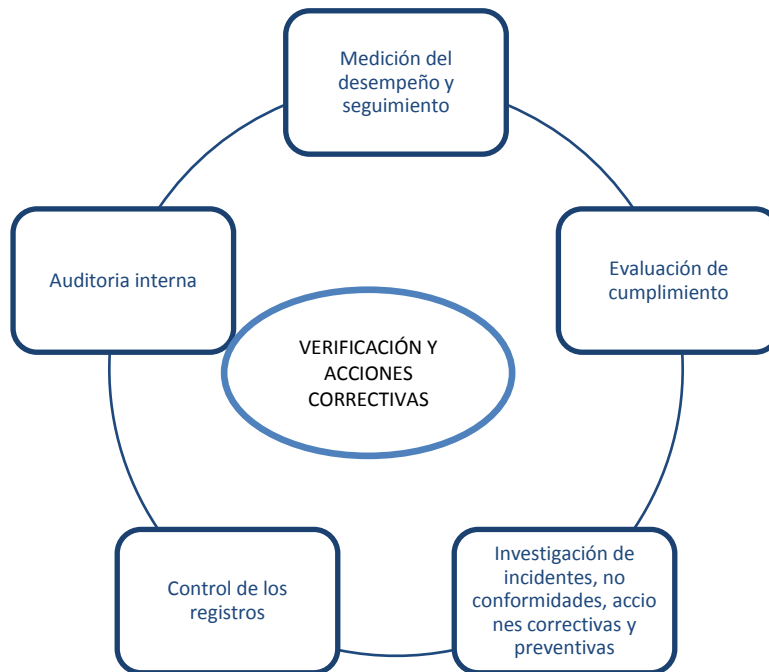 Medición del
desempeño y
seguimiento
Auditoria interna
Evaluación de
cumplimiento
VERIFICACIÓN Y
ACCIONES
CORRECTIVAS
Control de los
registros
Investigación de
incidentes, no
conformidades, accio
nes correctivas y
preventivas